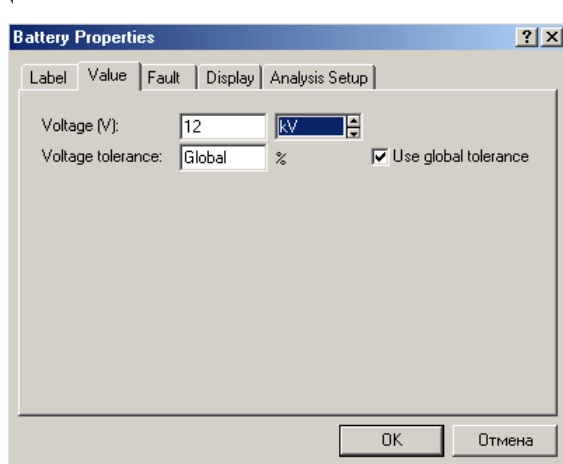 Battery Properties
Label Value Fault Display Analysis Setup
Voltage (V): 12 kV
Voltage tolerance: Global % Use global tolerance
OK Отмена